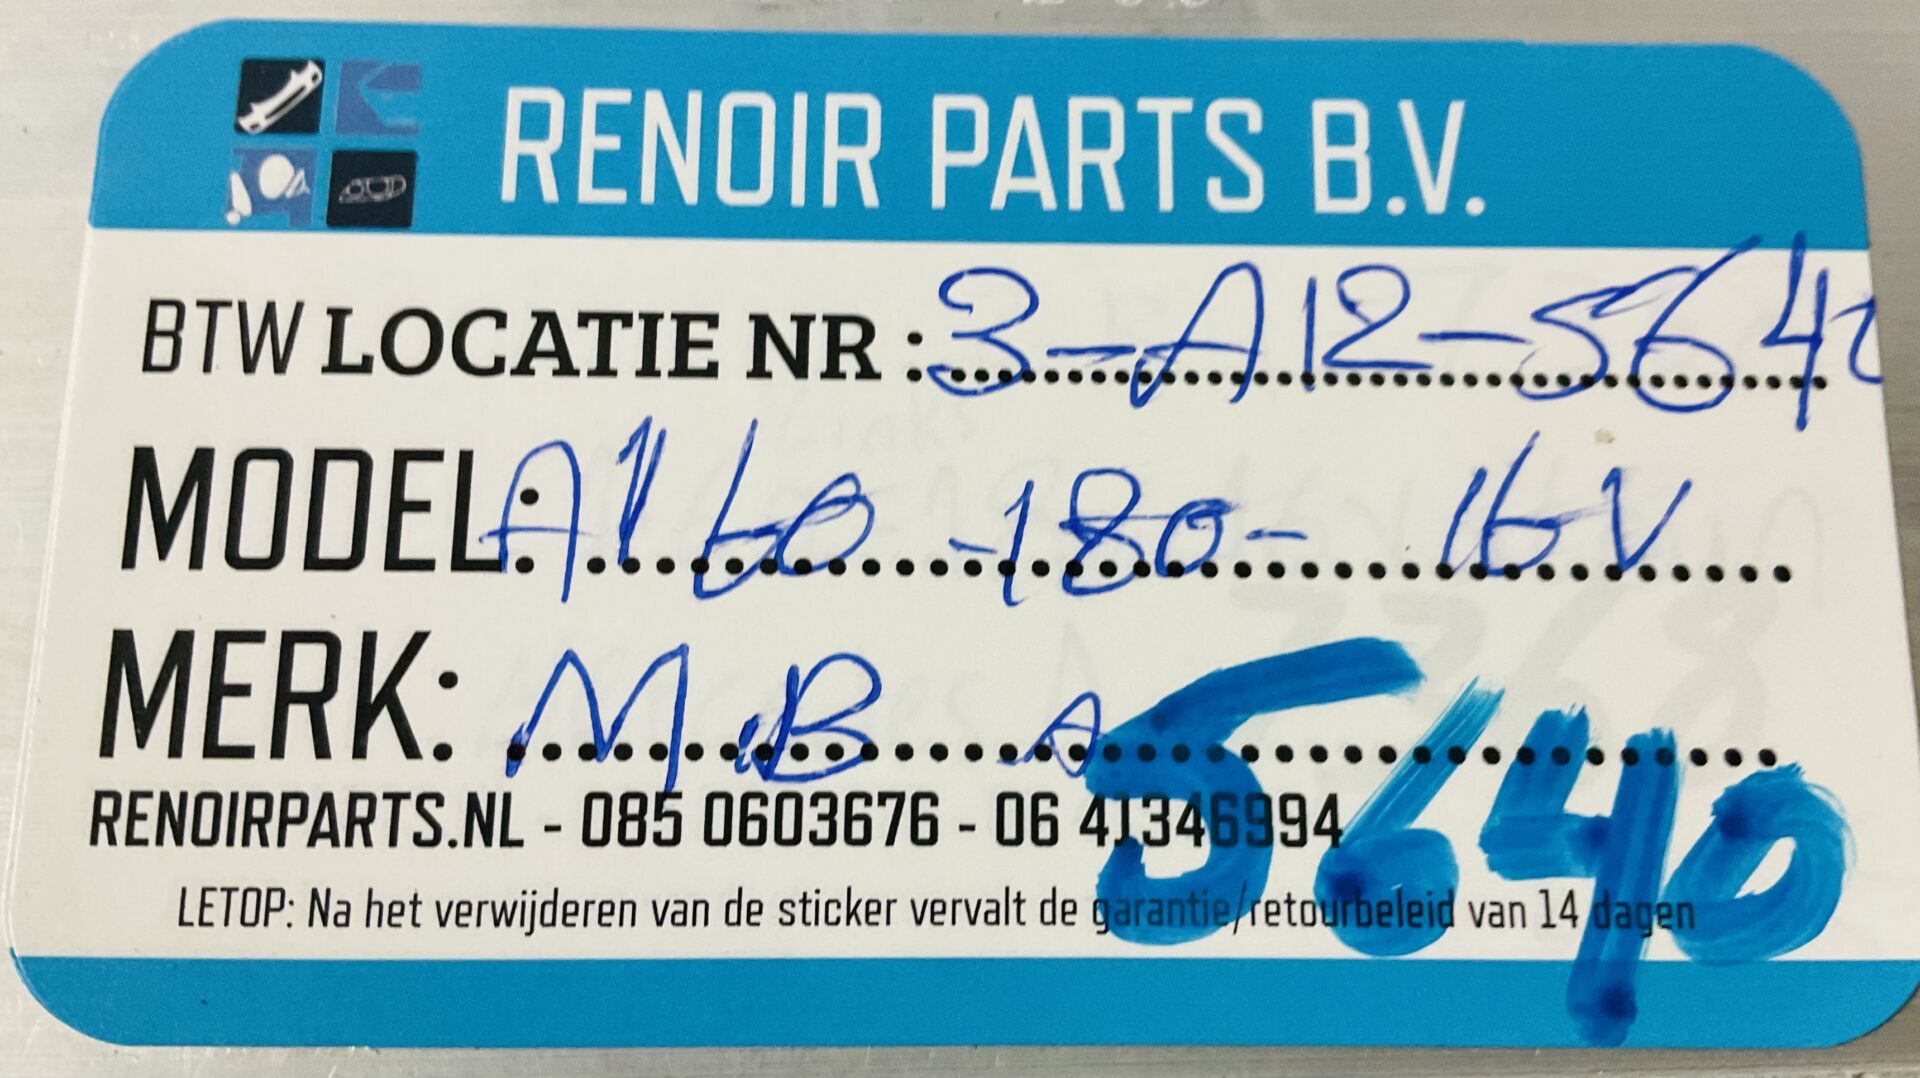 RENOIR PARTS B.V.
BTW LOCATIE NR : 3-A12-5640
MODEL: A160 -180- 16V
MERK: M.B A
5640
RENOIRPARTS.NL - 085 0603676 - 06 41346994
LETOP: Na het verwijderen van de sticker vervalt de garantie/retourbeleid van 14 dagen